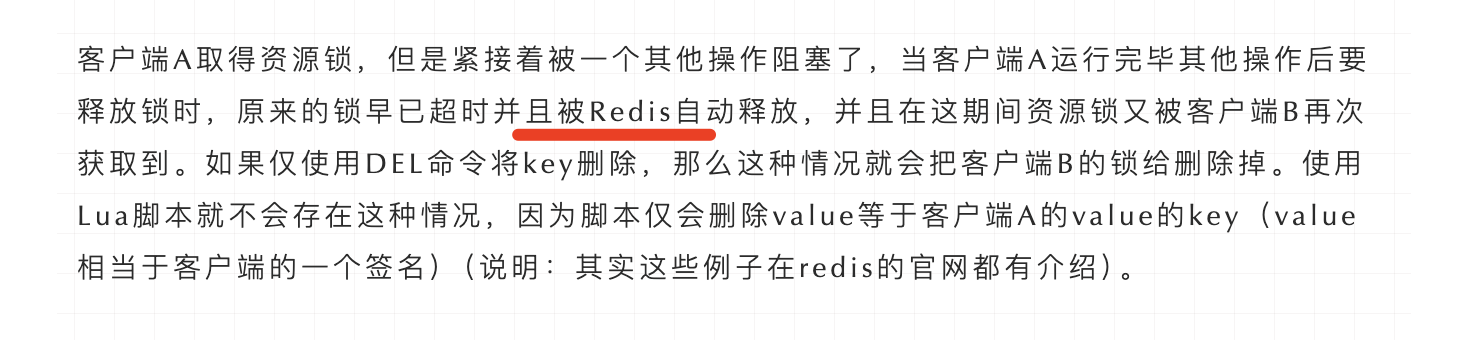 客户端A取得资源锁，但是紧接着被一个其他操作阻塞了，当客户端A运行完毕其他操作后要
释放锁时，原来的锁早已超时并且被Redis自动释放，并且在这期间资源锁又被客户端B再次
获取到。如果仅使用DEL命令将key删除，那么这种情况就会把客户端B的锁给删除掉。使用
Lua脚本就不会存在这种情况，因为脚本仅会删除value等于客户端A的value的key（value
相当于客户端的一个签名）（说明：其实这些例子在redis的官网都有介绍）。